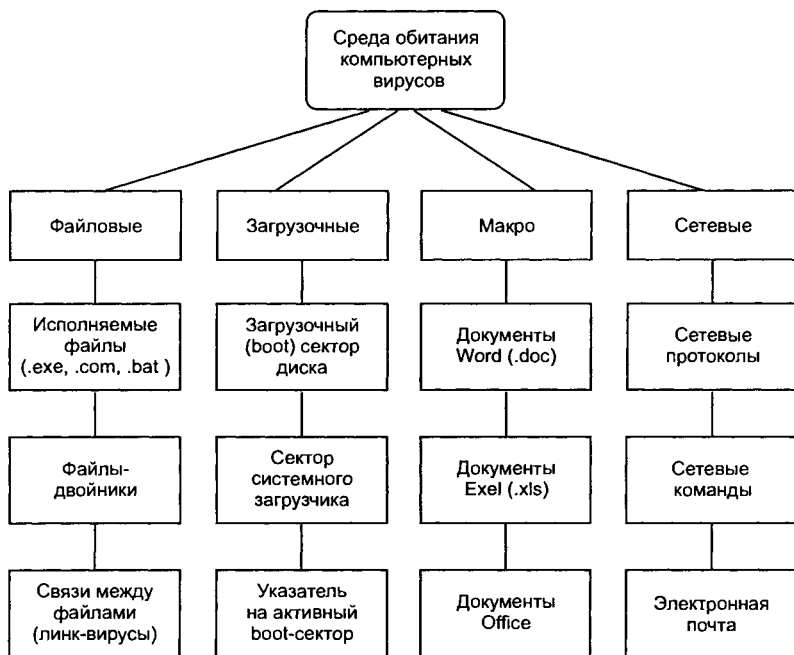 Среда обитания
компьютерных
вирусов
Файловые
Загрузочные
Макро
Сетевые
Исполняемые
файлы
(.exe, .com, .bat )
Загрузочный
(boot) сектор
диска
Документы
Word (.doc)
Сетевые
протоколы
Файлы-
двойники
Сектор
системного
загрузчика
Документы
Exel (.xls)
Сетевые
команды
Связи между
файлами
(линк-вирусы)
Указатель
на активный
boot-сектор
Документы
Office
Электронная
почта